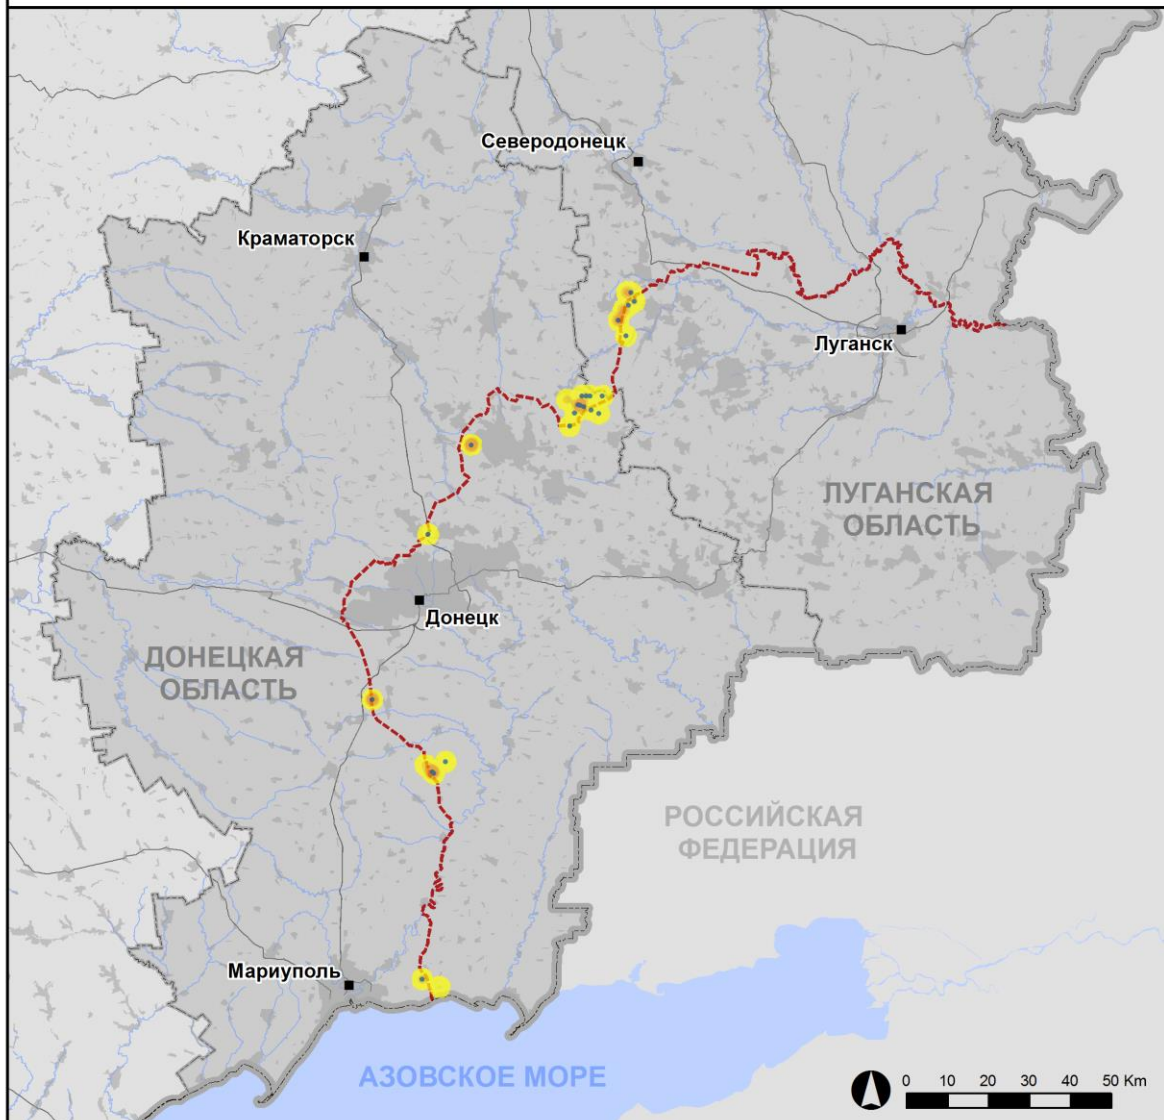 Северодонецк
Краматорск
Луганск
ЛУГАНСКАЯ
ОБЛАСТЬ
Донецк
ДОНЕЦКАЯ
ОБЛАСТЬ
РОССИЙСКАЯ
ФЕДЕРАЦИЯ
Мариуполь
АЗОВСКОЕ МОРЕ
0 10 20 30 40 50 Km